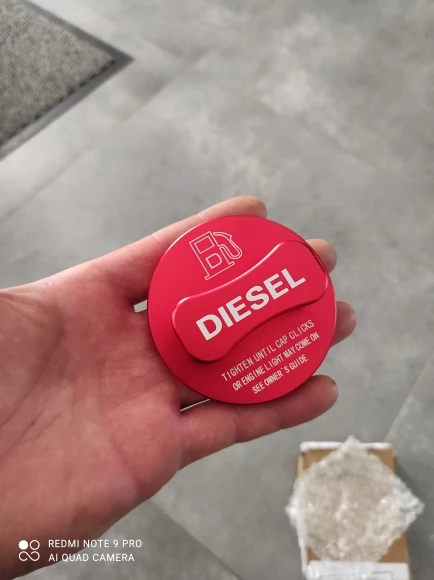 DIESEL
TIGHTEN UNTIL CAP CLICKS
OR ENGINE LIGHT MAY COME ON
SEE OWNER'S GUIDE
REDMI NOTE 9 PRO
AI QUAD CAMERA